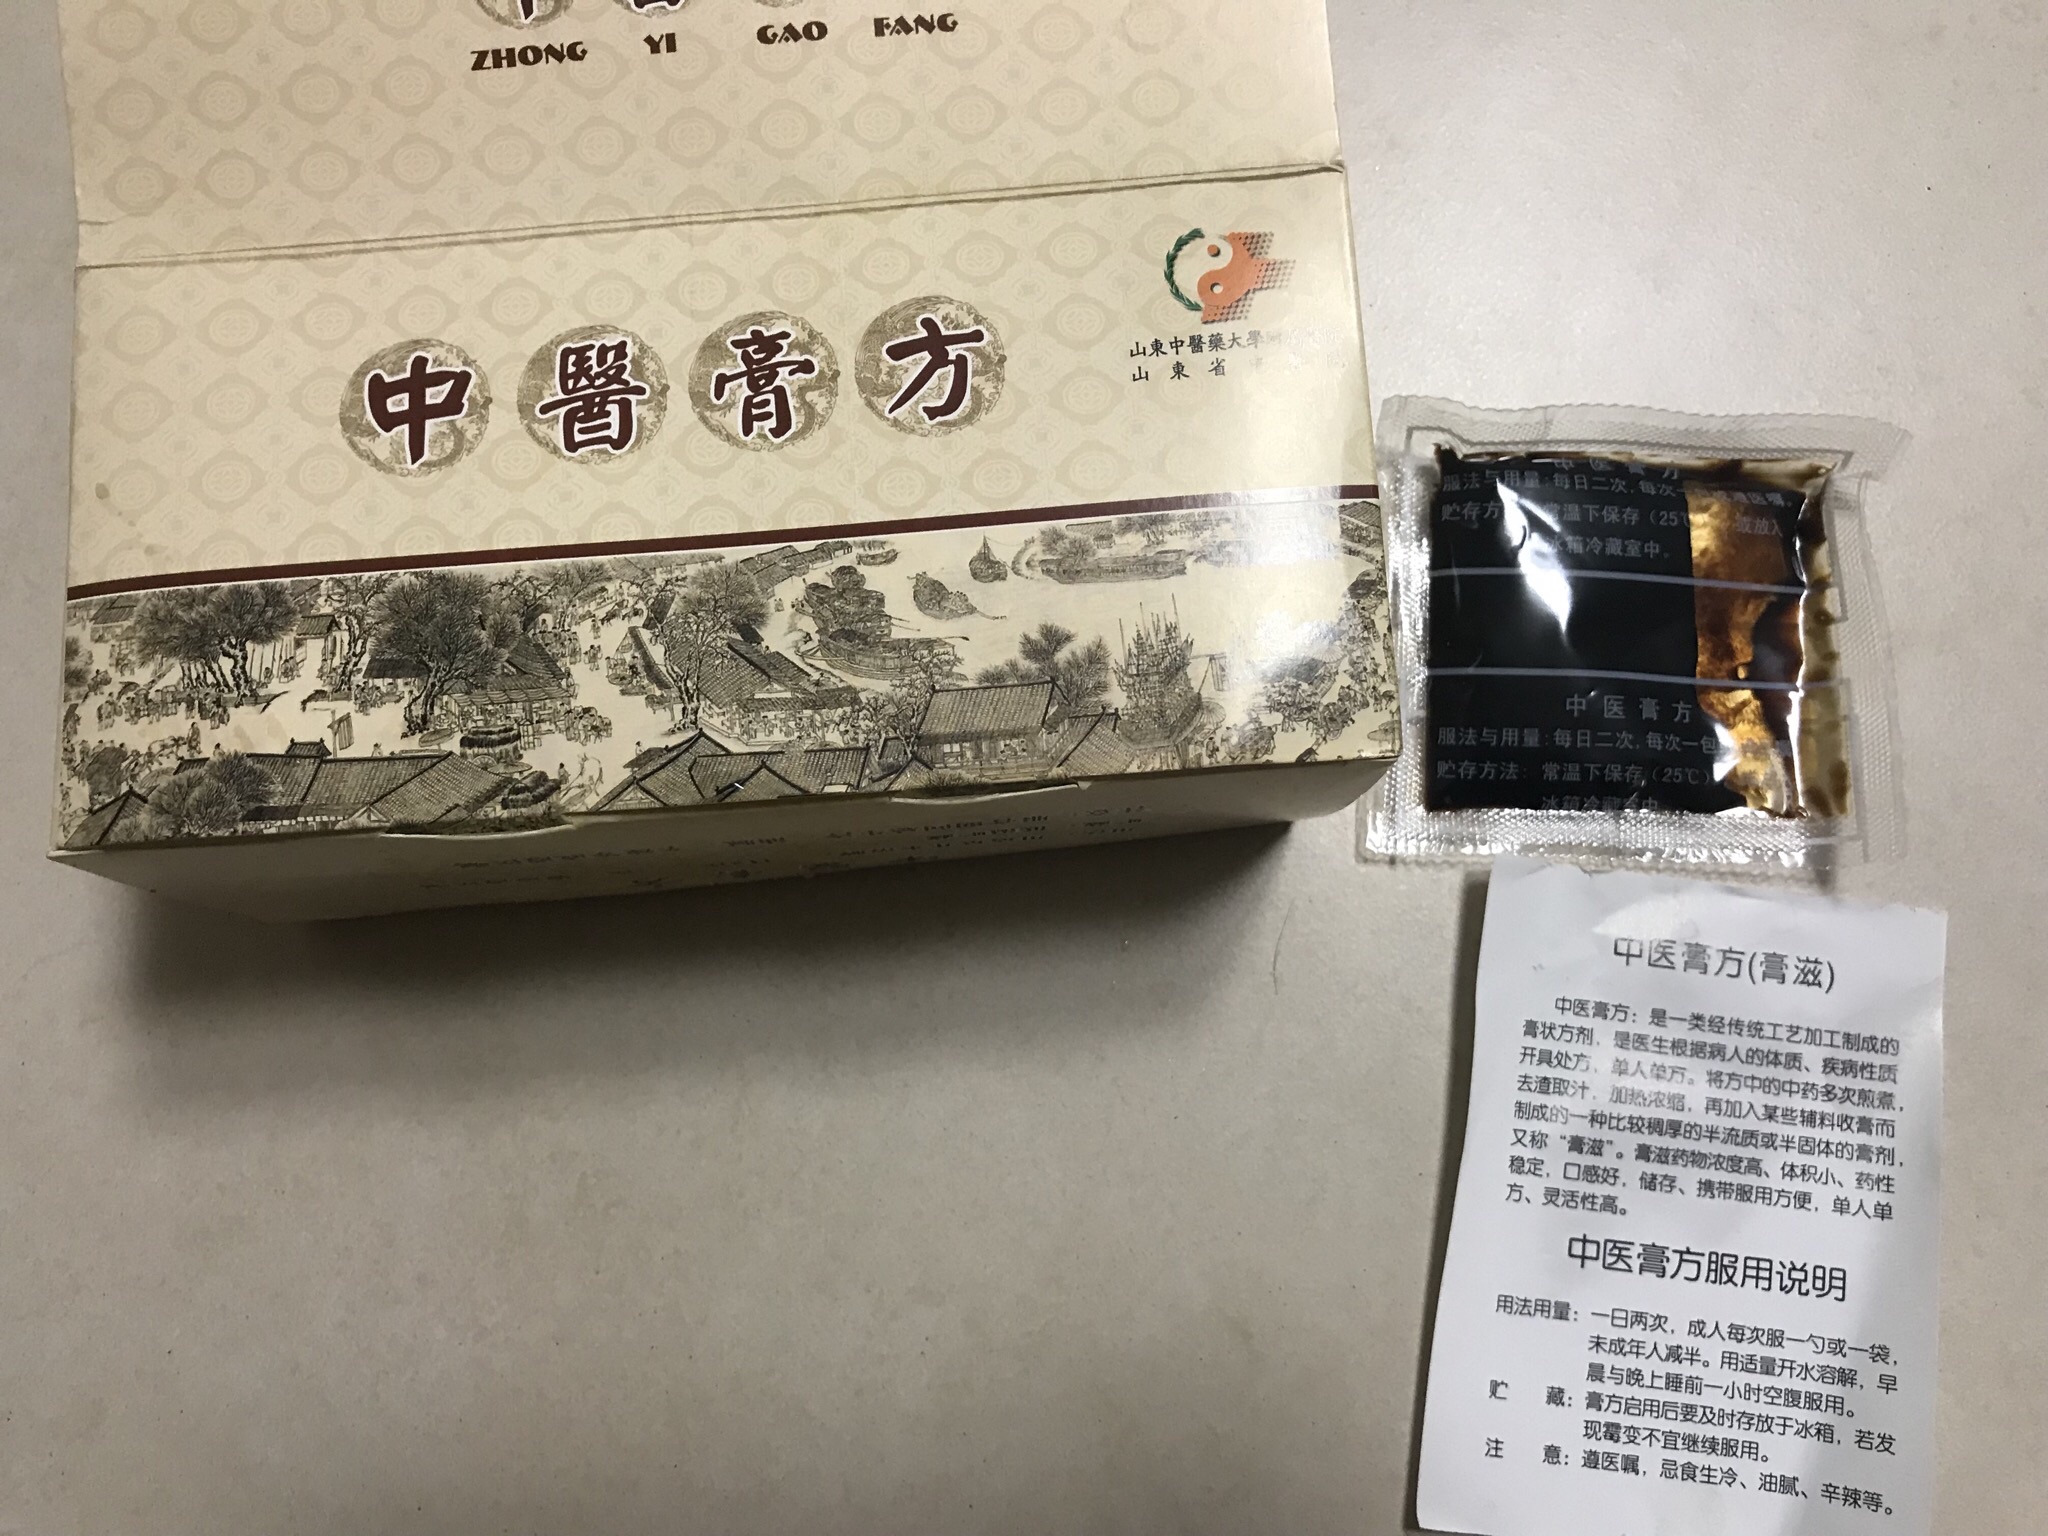 ZHONG YI GAO FANG
中醫膏方
山東中醫藥大學
山東省
中医膏方
服法与用量:每日二次,每次一
贮存方 常温下保存(25℃ 或放入
冰箱冷藏室中。
中医膏方
服法与用量:每日二次,每次一包
贮存方法: 常温下保存(25℃)
冰箱冷藏室中
中医膏方(膏滋)
中医膏方:是一类经传统工艺加工制成的
膏状方剂,是医生根据病人的体质、疾病性质
开具处方,单人单方。将方中的中药多次煎煮,
去渣取汁,加热浓缩,再加入某些辅料收膏而
制成的一种比较稠厚的半流质或半固体的膏剂,
又称“膏滋”。膏滋药物浓度高、体积小、药性
稳定,口感好,储存、携带服用方便,单人单
方、灵活性高。
中医膏方服用说明
用法用量:一日两次,成人每次服一勺或一袋,
未成年人减半。用适量开水溶解,早
晨与晚上睡前一小时空腹服用。
贮 藏:膏方启用后要及时存放于冰箱,若发
现霉变不宜继续服用。
注 意:遵医嘱,忌食生冷、油腻、辛辣等。